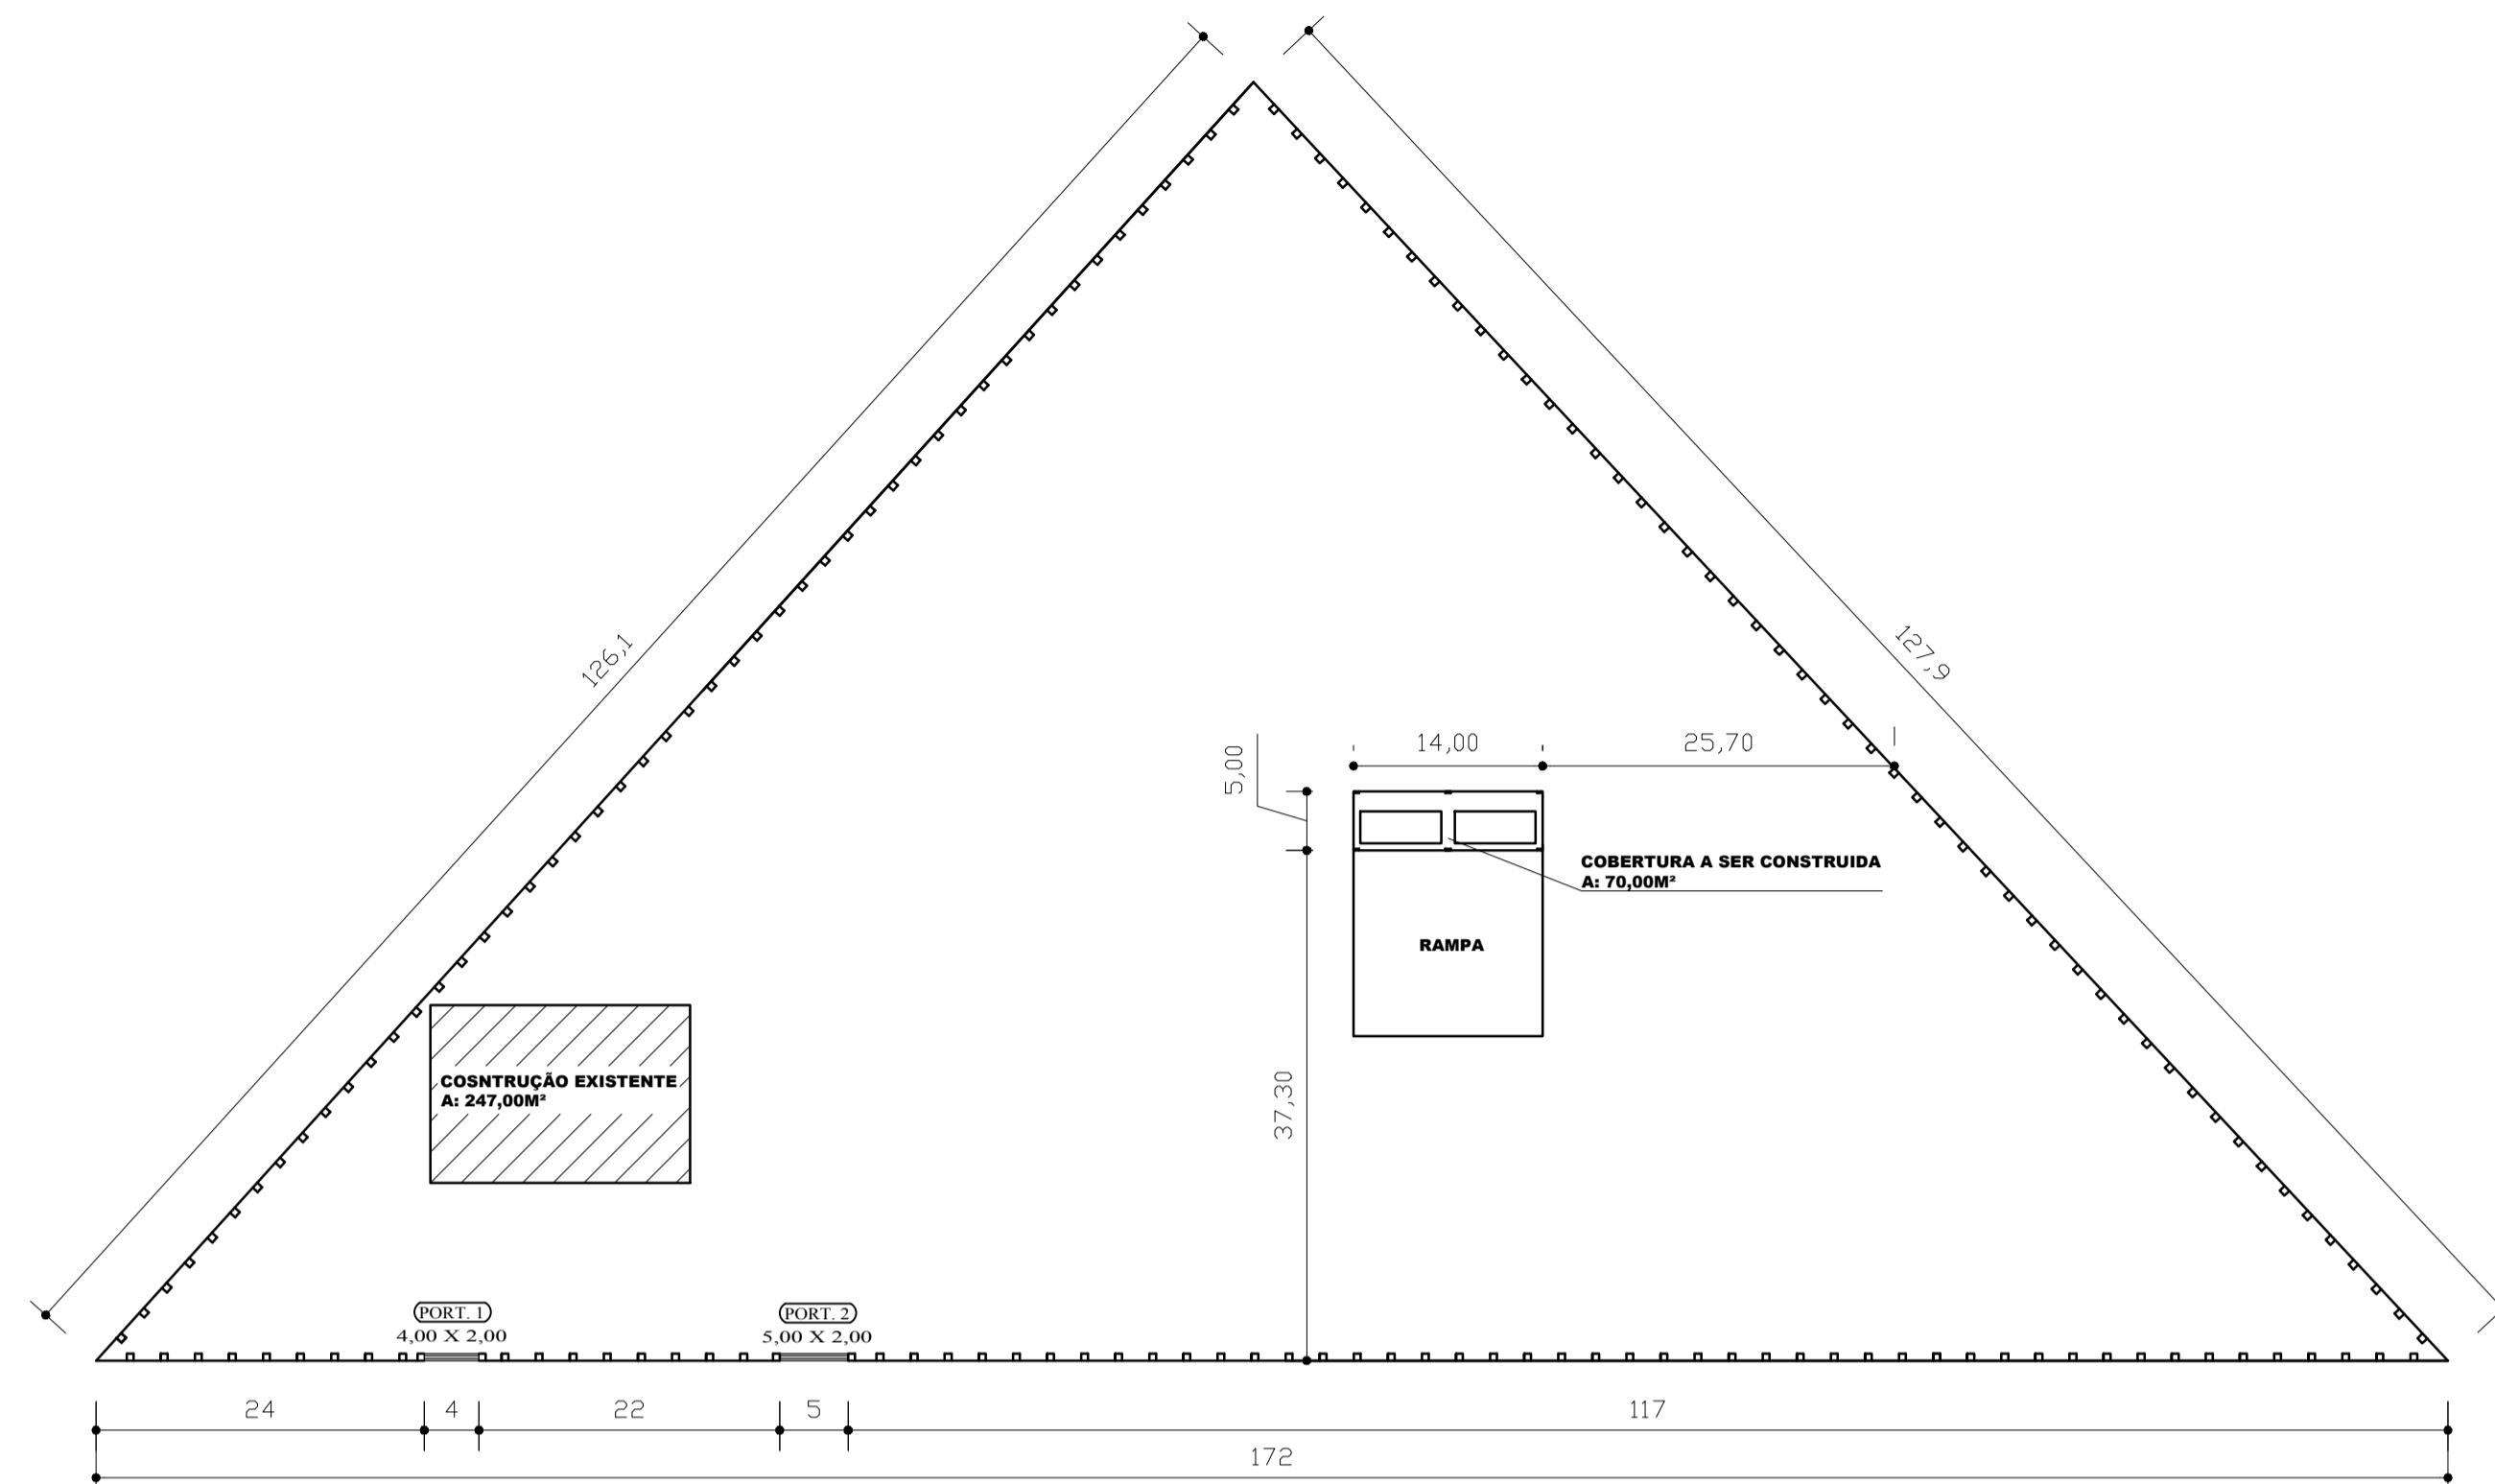 126,1
127,9
14,00
25,70
5,00
COBERTURA A SER CONSTRUIDA
A: 70,00M²
RAMPA
37,30
COSNTRUÇÃO EXISTENTE
A: 247,00M²
PORT. 1
4,00 X 2,00
PORT. 2
5,00 X 2,00
24
4
22
5
117
172